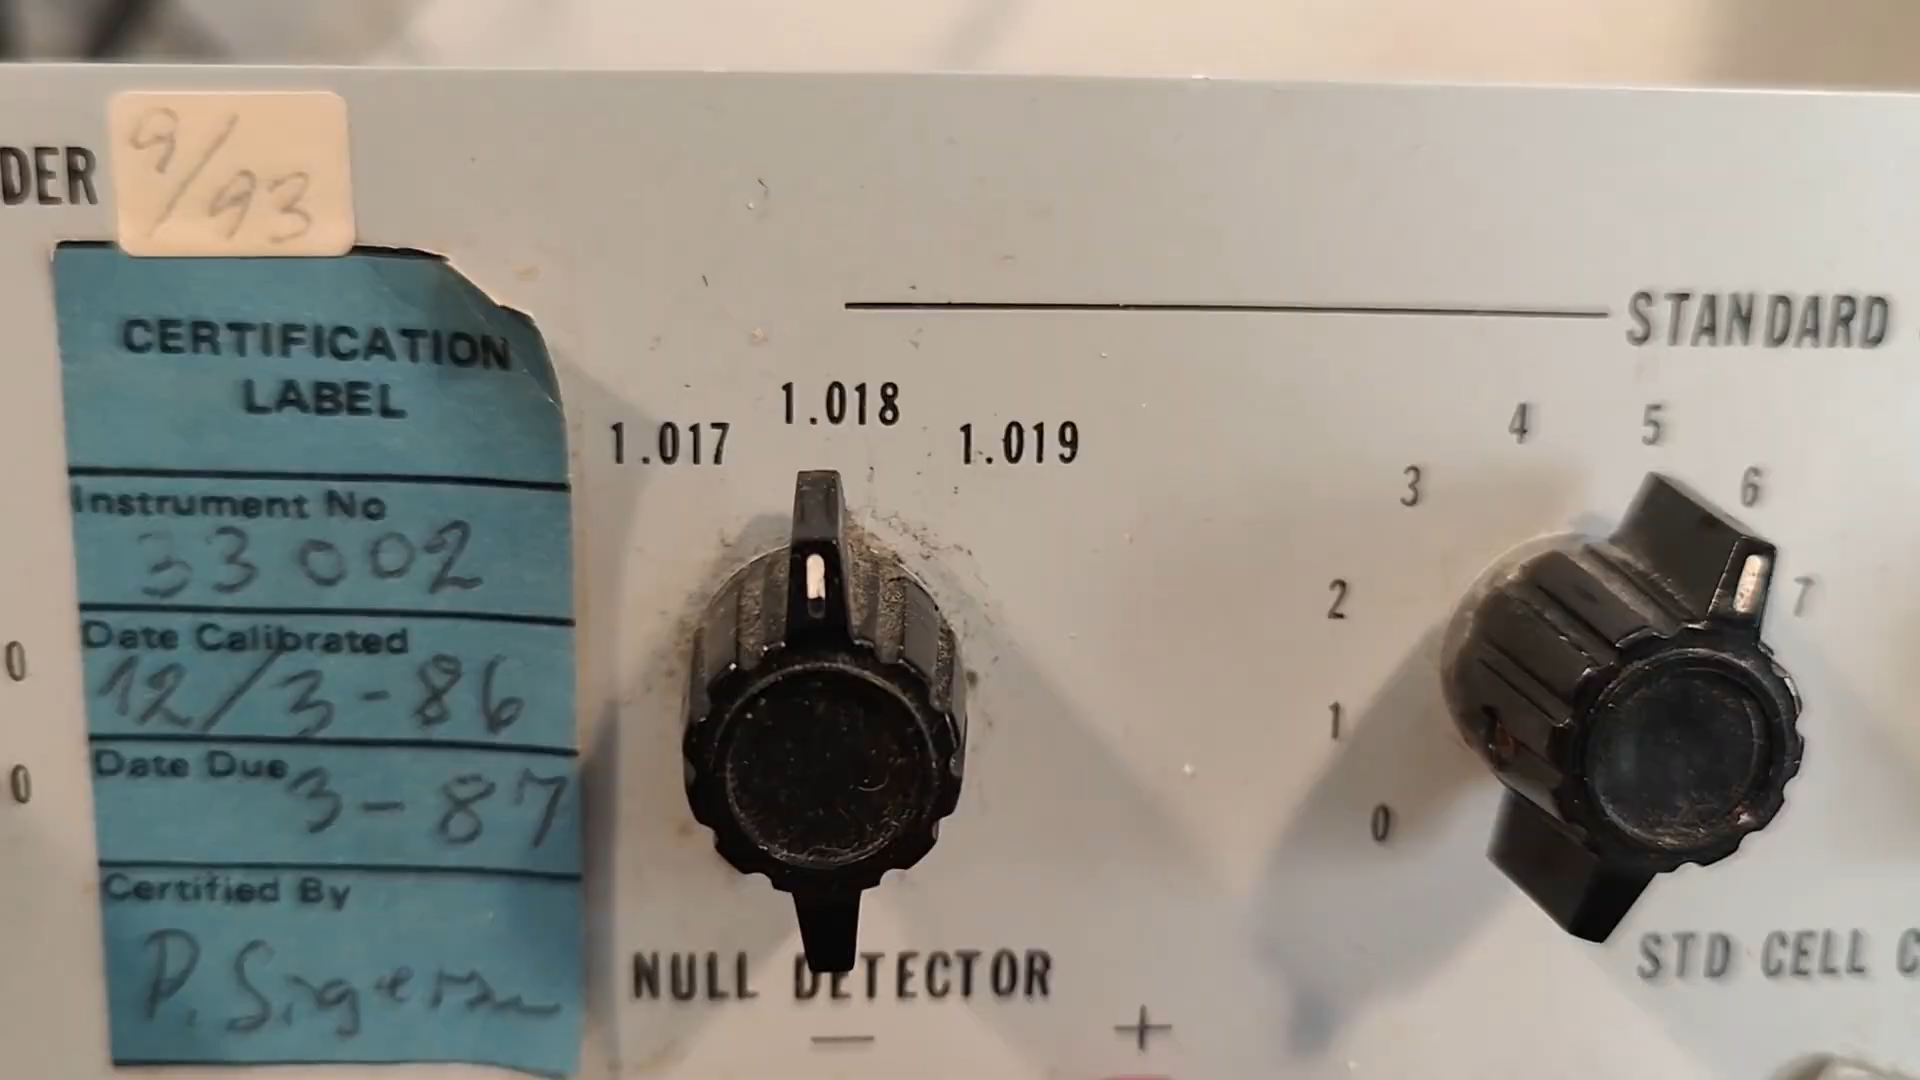 DER
9/93
CERTIFICATION
LABEL
Instrument No
33002
Date Calibrated
12/3-86
Date Due 3-87
Certified By
0
0
STANDARD
1.017 1.018 1.019
0 1 2 3 4 5 6 7
NULL DETECTOR
- +
STD CELL C